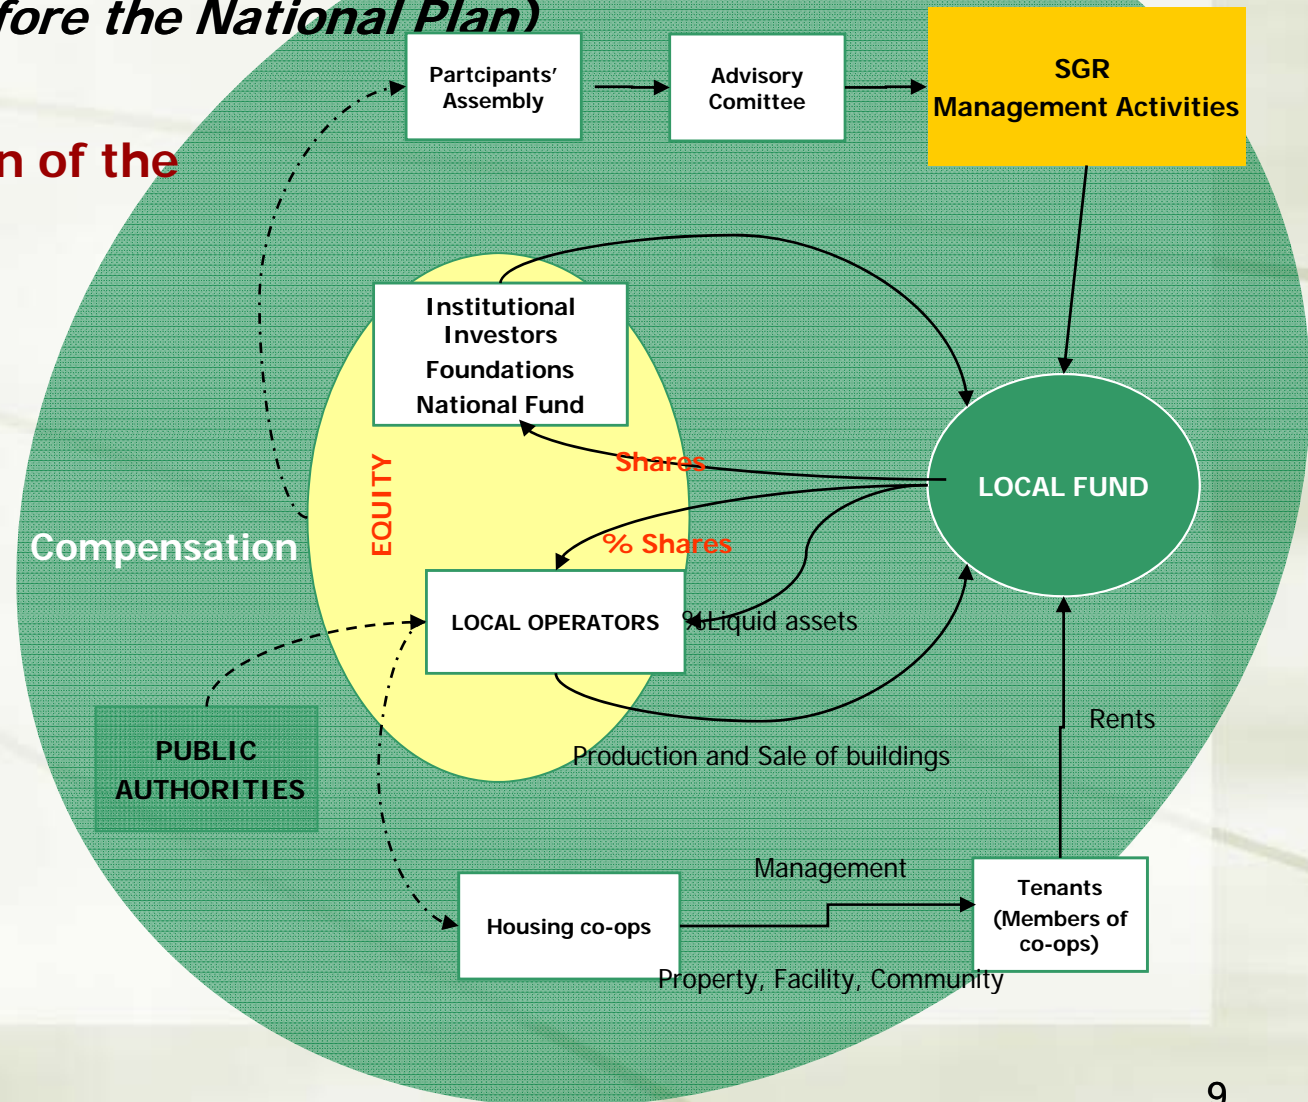 fore the National Plan)
Partcipants’
Assembly
Advisory
Comittee
SGR
Management Activities
n of the
Institutional
Investors
Foundations
National Fund
Shares
EQUITY
LOCAL FUND
Compensation
% Shares
LOCAL OPERATORS
%Liquid assets
Rents
PUBLIC
AUTHORITIES
Production and Sale of buildings
Management
Tenants
(Members of
co-ops)
Housing co-ops
Property, Facility, Community
9